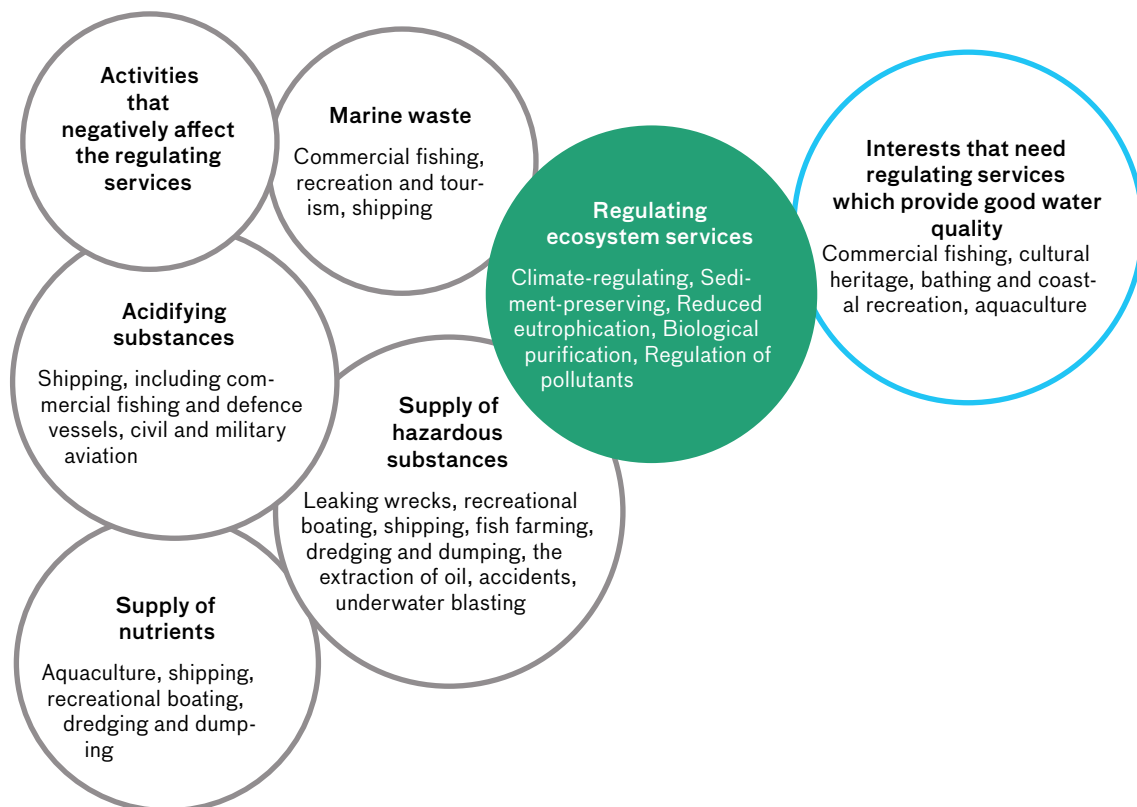 Activities
that
negatively affect
the regulating
services
Marine waste
Commercial fishing,
recreation and tour-
ism, shipping
Regulating
ecosystem services
Climate-regulating, Sedi-
ment-preserving, Reduced
eutrophication, Biological
purification, Regulation of
pollutants
Interests that need
regulating services
which provide good water
quality
Commercial fishing, cultural
heritage, bathing and coast-
al recreation, aquaculture
Acidifying
substances
Shipping, including com-
mercial fishing and defence
vessels, civil and military
aviation
Supply of
hazardous
substances
Leaking wrecks, recreational
boating, shipping, fish farming,
dredging and dumping, the
extraction of oil, accidents,
underwater blasting
Supply of
nutrients
Aquaculture, shipping,
recreational boating,
dredging and dump-
ing